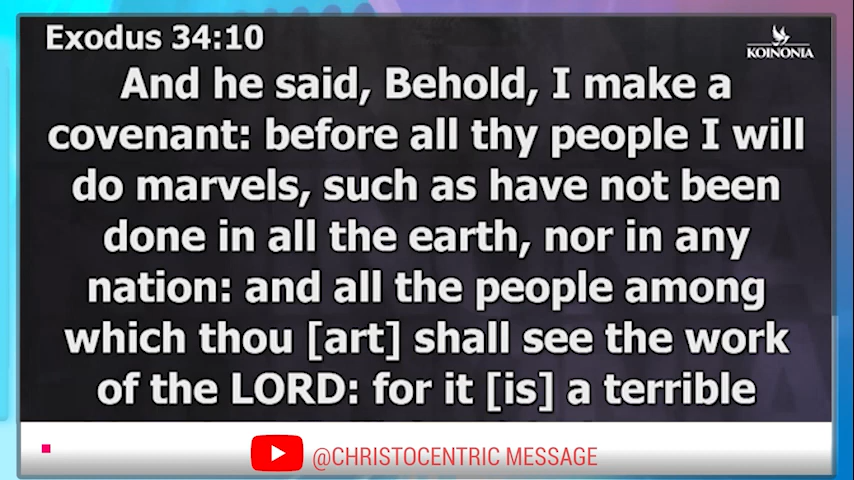 Exodus 34:10
KOINONIA
And he said, Behold, I make a
covenant: before all thy people I will
do marvels, such as have not been
done in all the earth, nor in any
nation: and all the people among
which thou [art] shall see the work
of the LORD: for it [is] a terrible
@CHRISTOCENTRIC MESSAGE